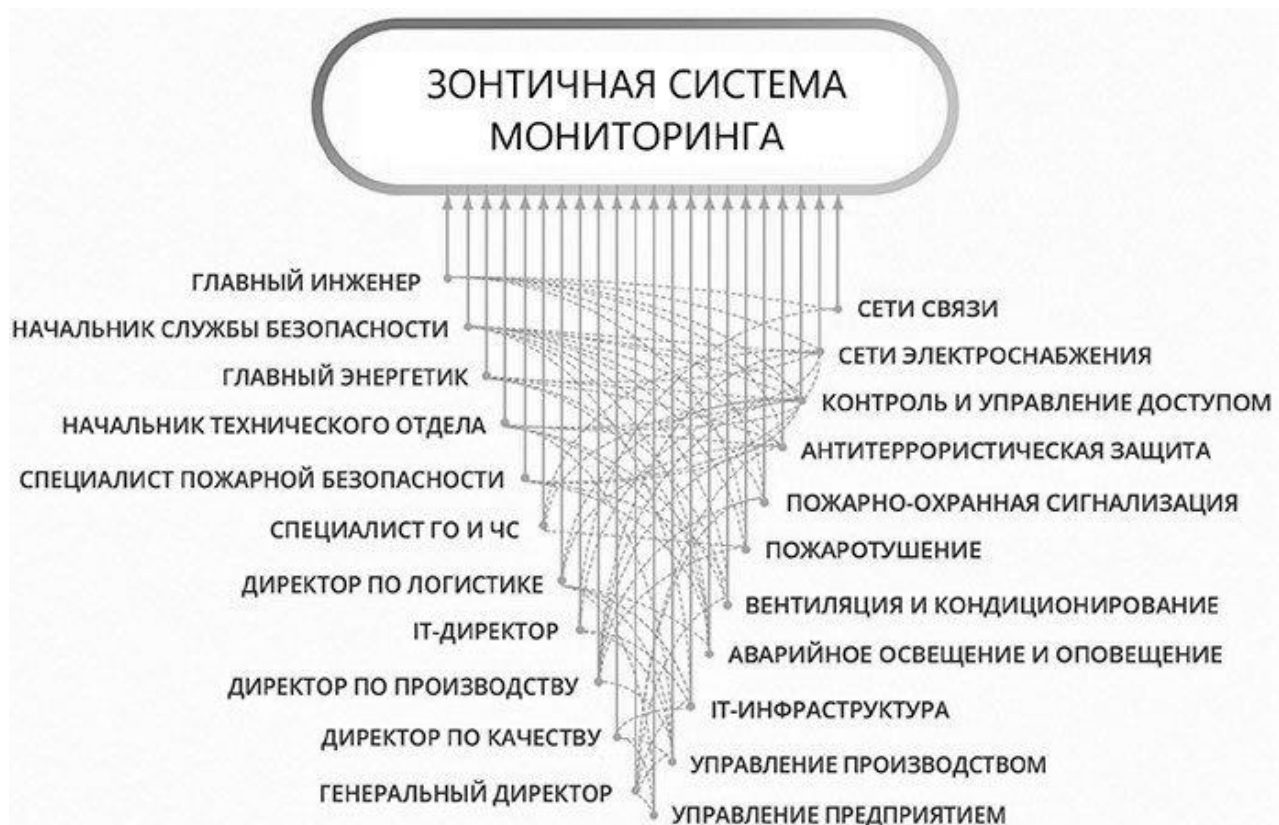 ЗОНТИЧНАЯ СИСТЕМА
МОНИТОРИНГА
ГЛАВНЫЙ ИНЖЕНЕР
НАЧАЛЬНИК СЛУЖБЫ БЕЗОПАСНОСТИ
ГЛАВНЫЙ ЭНЕРГЕТИК
НАЧАЛЬНИК ТЕХНИЧЕСКОГО ОТДЕЛА
СПЕЦИАЛИСТ ПОЖАРНОЙ БЕЗОПАСНОСТИ
СПЕЦИАЛИСТ ГО И ЧС
ДИРЕКТОР ПО ЛОГИСТИКЕ
IT-ДИРЕКТОР
ДИРЕКТОР ПО ПРОИЗВОДСТВУ
ДИРЕКТОР ПО КАЧЕСТВУ
ГЕНЕРАЛЬНЫЙ ДИРЕКТОР
СЕТИ СВЯЗИ
СЕТИ ЭЛЕКТРОСНАБЖЕНИЯ
КОНТРОЛЬ И УПРАВЛЕНИЕ ДОСТУПОМ
АНТИТЕРРОРИСТИЧЕСКАЯ ЗАЩИТА
ПОЖАРНО-ОХРАННАЯ СИГНАЛИЗАЦИЯ
ПОЖАРОТУШЕНИЕ
ВЕНТИЛЯЦИЯ И КОНДИЦИОНИРОВАНИЕ
АВАРИЙНОЕ ОСВЕЩЕНИЕ И ОПОВЕЩЕНИЕ
IT-ИНФРАСТРУКТУРА
УПРАВЛЕНИЕ ПРОИЗВОДСТВОМ
УПРАВЛЕНИЕ ПРЕДПРИЯТИЕМ